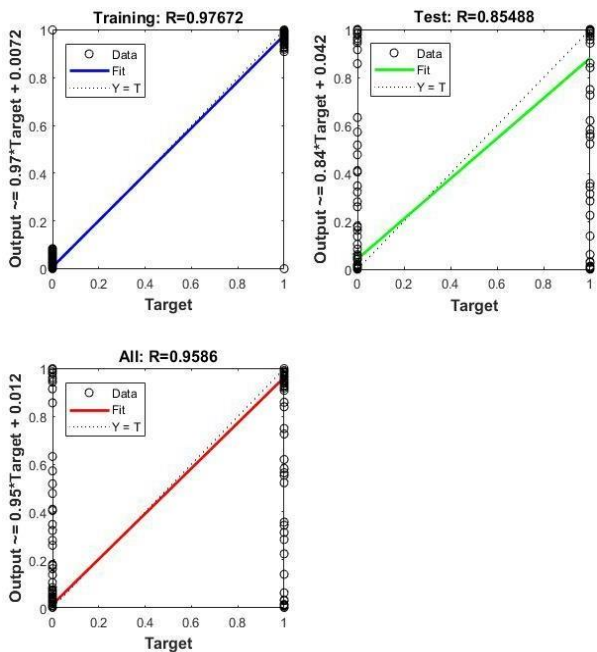 Training: R=0.97672
Output ~= 0.97*Target + 0.0072
1
0.8
0.6
0.4
0.2
0
Data
Fit
Y = T
0 0.2 0.4 0.6 0.8 1
Target
Test: R=0.85488
Output ~= 0.84*Target + 0.042
1
0.8
0.6
0.4
0.2
0
Data
Fit
Y = T
0 0.2 0.4 0.6 0.8 1
Target
All: R=0.9586
Output ~= 0.95*Target + 0.012
1
0.8
0.6
0.4
0.2
0
Data
Fit
Y = T
0 0.2 0.4 0.6 0.8 1
Target